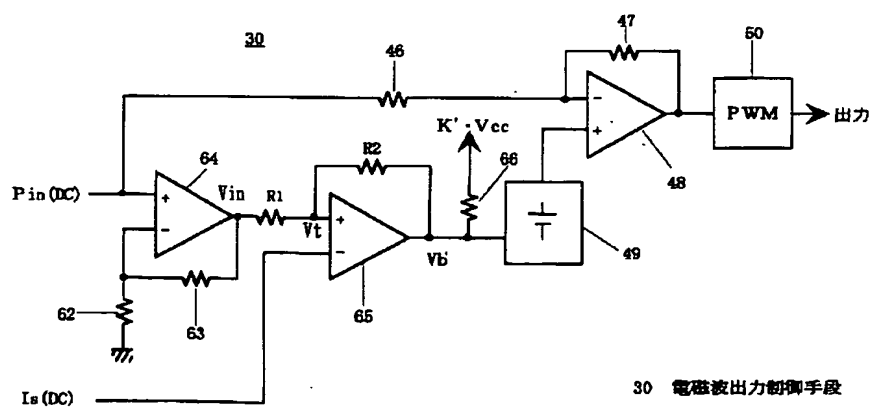 30
46
47
50
PWM
出力
K'・Vcc
66
48
64
Pin(DC)
Vin
R1
R2
Vt
Vb
49
65
62
63
Is(DC)
30 電磁波出力制御手段
+
-
+
-
-
+